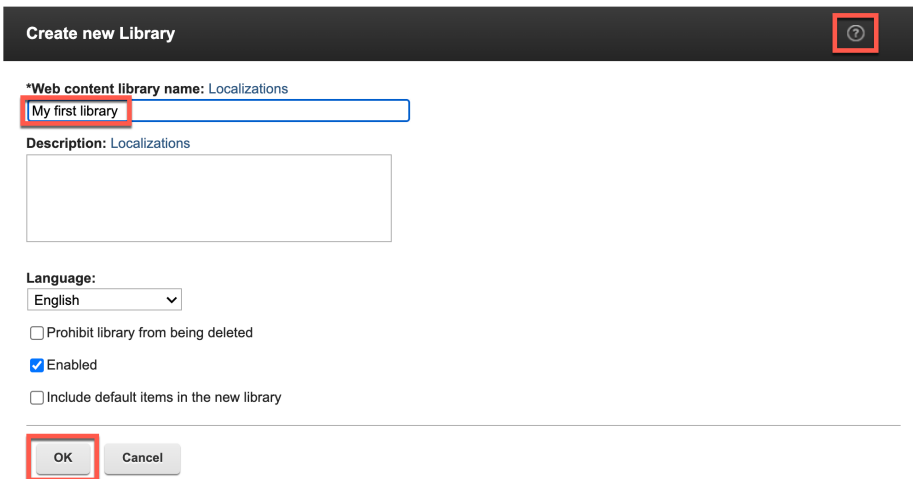 Create new Library
?
*Web content library name: Localizations
My first library
Description: Localizations
Language:
English
Prohibit library from being deleted
Enabled
Include default items in the new library
OK Cancel